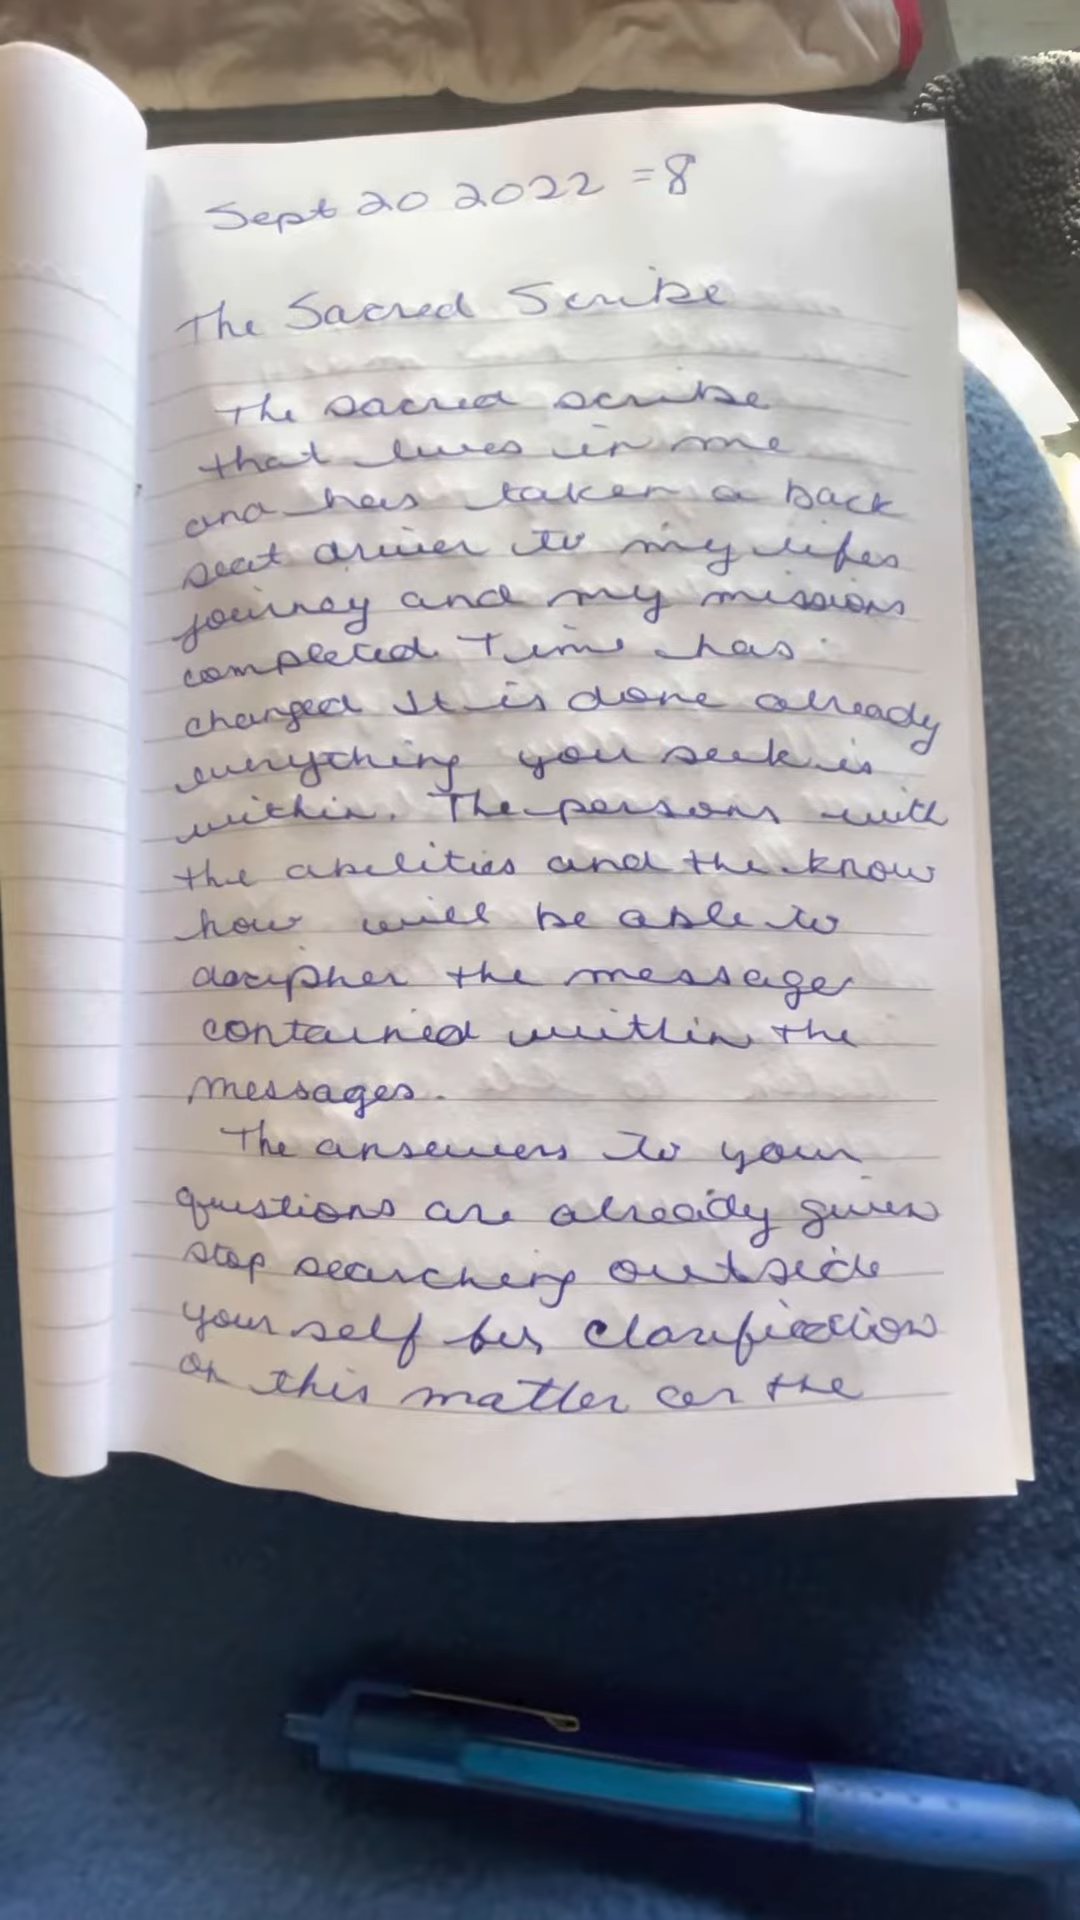 Sept 20 2022 = 8
The Sacred Scribe
The sacred scribe
that lives in me
and has taken a back
seat driver to my lifes
journey and my missions
completed. Time has
changed It is done already
everything you seek is
within. The persons with
the abilities and the know
how will be able to
decipher the message
contained within the
messages.
The answers to your
questions are already given
stop searching outside
your self for clarification
on this matter or the